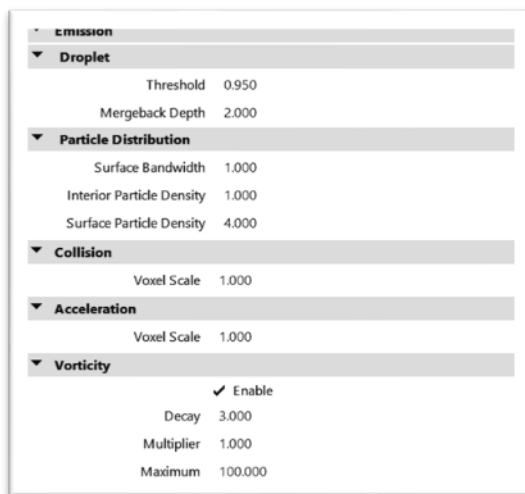 Emission
Droplet
Threshold 0.950
Mergeback Depth 2.000
Particle Distribution
Surface Bandwidth 1.000
Interior Particle Density 1.000
Surface Particle Density 4.000
Collision
Voxel Scale 1.000
Acceleration
Voxel Scale 1.000
Vorticity
Enable
Decay 3.000
Multiplier 1.000
Maximum 100.000